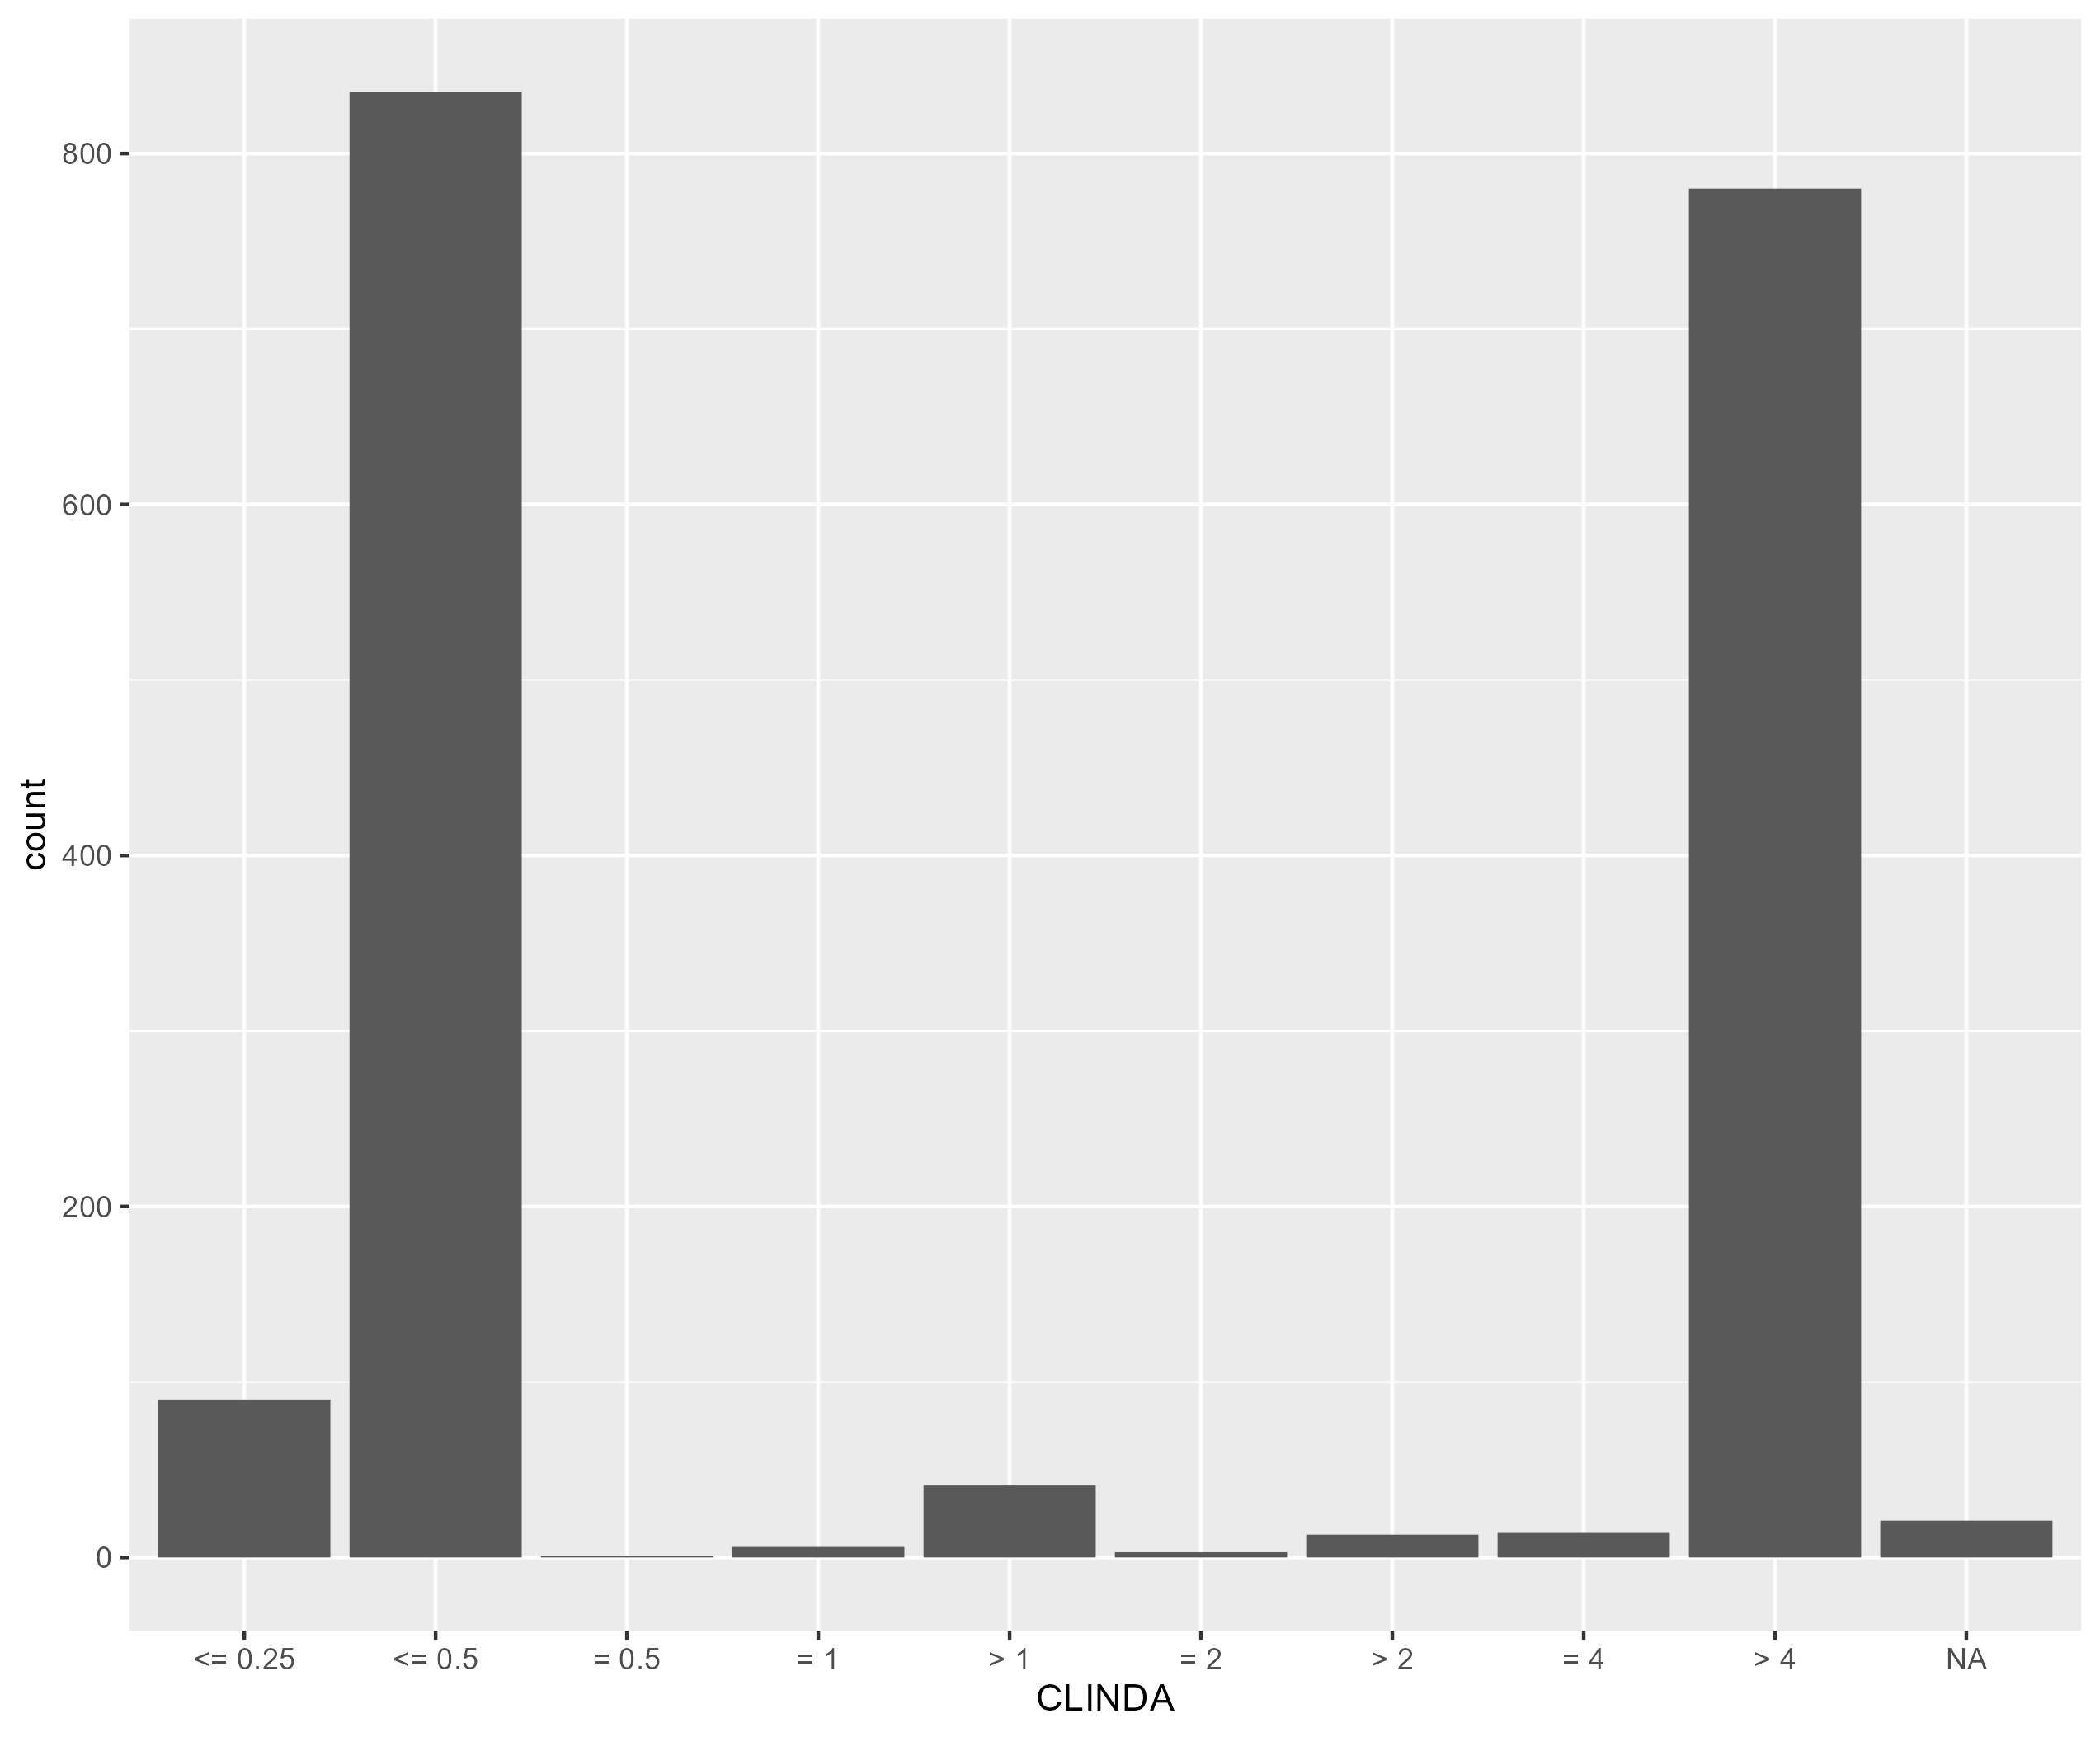 count
800
600
400
200
0
<= 0.25 <= 0.5 = 0.5 = 1 > 1 = 2 > 2 = 4 > 4 NA
CLINDA